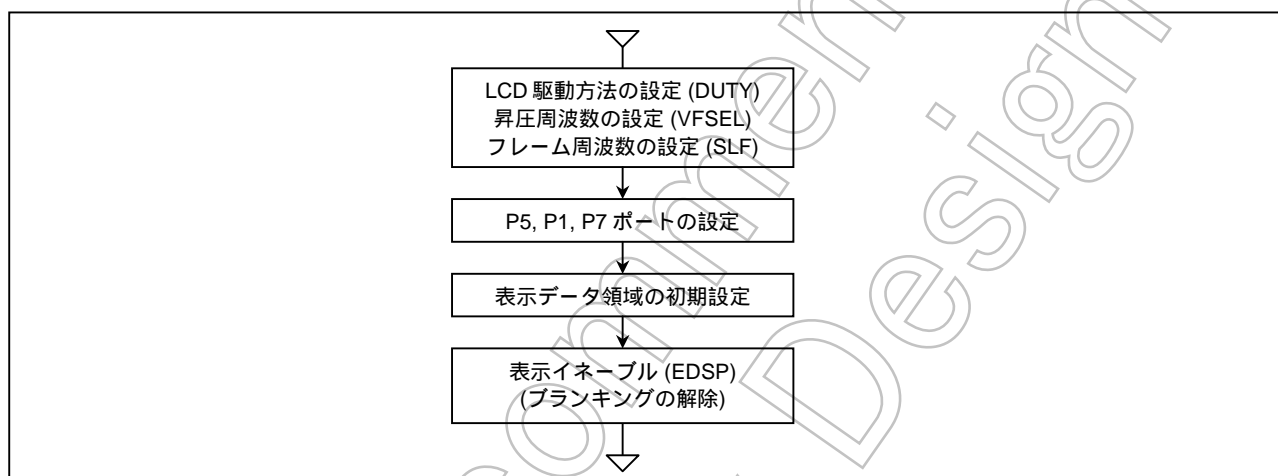 LCD 駆動方法の設定 (DUTY)
昇圧周波数の設定 (VFSEL)
フレーム周波数の設定 (SLF)
P5, P1, P7 ポートの設定
表示データ領域の初期設定
表示イネーブル (EDSP)
(ブランキングの解除)
ommen
Design